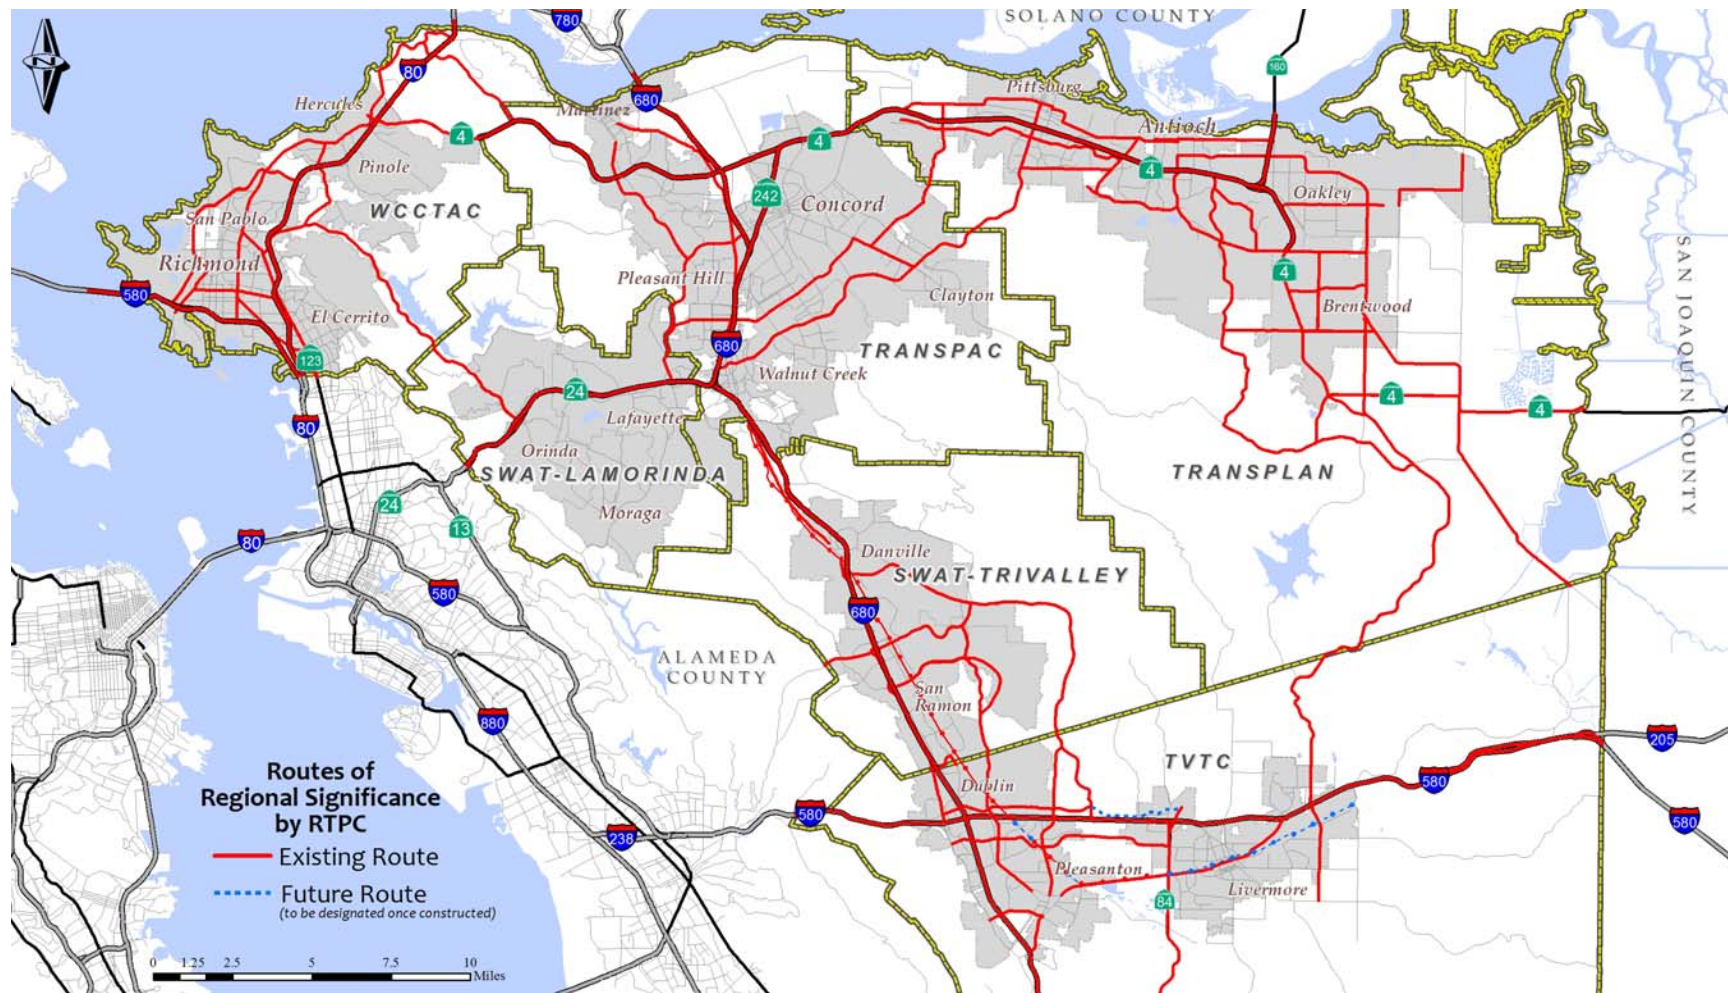 SOLANO COUNTY
780
160
80
680
Hercules
Martinez
Pittsburg
4
4
Antioch
4
Pinole
242
Concord
Oakley
WCCTAC
San Pablo
Richmond
580
Pleasant Hill
Clayton
4
Brentwood
SAN JOAQUIN COUNTY
El Cerrito
123
680
TRANSPAC
Walnut Creek
24
Lafayette
4
4
80
Orinda
SWAT-LAMORINDA
TRANSPLAN
24
Moraga
13
80
Danville
SWAT-TRIVALLEY
580
680
ALAMEDA
COUNTY
San
Ramon
880
205
TVTC
580
Dublin
580
580
238
Pleasanton
Livermore
84
Routes of
Regional Significance
by RTPC
Existing Route
Future Route
(to be designated once constructed)
0 1.25 2.5 5 7.5 10
Miles
N